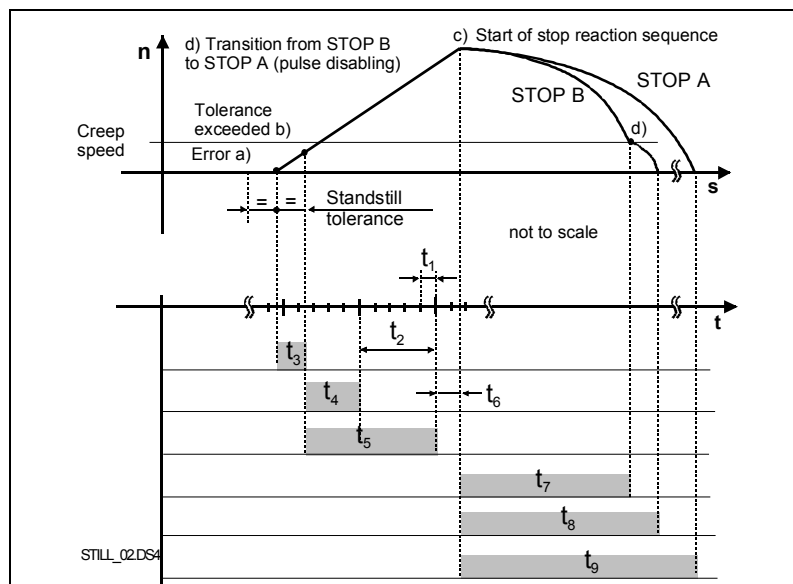 n
d) Transition from STOP B
to STOP A (pulse disabling)
c) Start of stop reaction sequence
STOP B
STOP A
Tolerance
exceeded b)
Creep
speed
Error a)
d)
s
= =
Standstill
tolerance
not to scale
t1
t
t2
t3
t4
t6
t5
t7
t8
STILL_02.DS4
t9